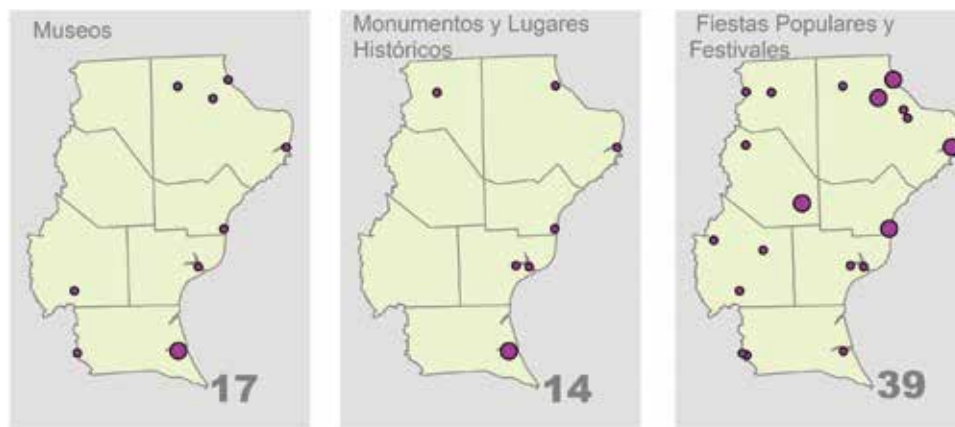 Museos
17
Monumentos y Lugares
Históricos
14
Fiestas Populares y
Festivales
39